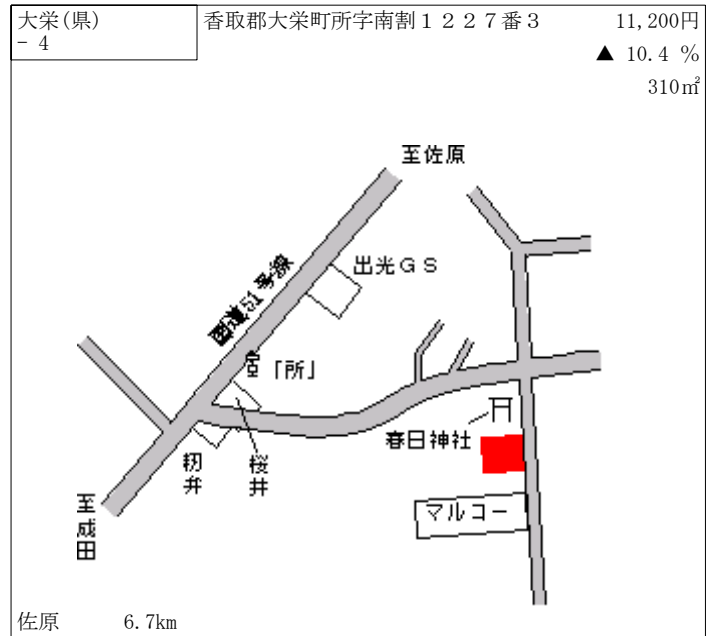 大栄(県)
- 4
香取郡大栄町所字南割１２２７番３
11,200円
▲ 10.4 %
310㎡
至佐原
出光ＧＳ
国道51号線
「所」
春日神社
籾井
桜井
マルコー
至成田
佐原 6.7km